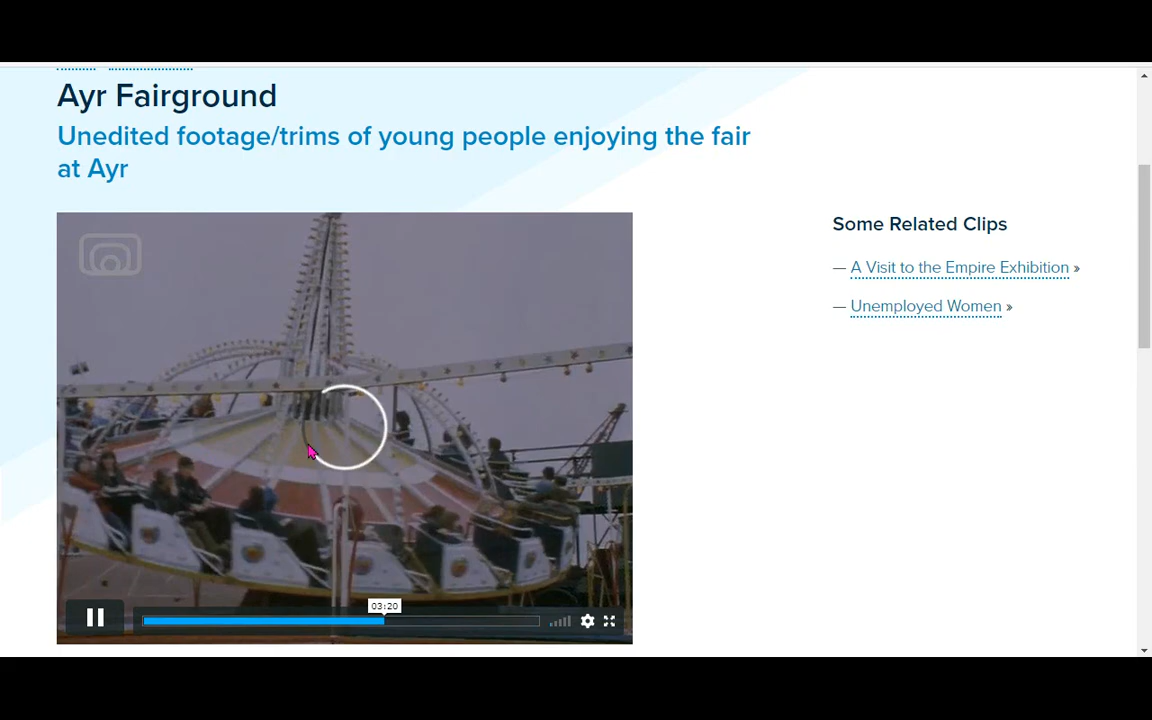 Ayr Fairground
Unedited footage/trims of young people enjoying the fair
at Ayr
Some Related Clips
— A Visit to the Empire Exhibition »
— Unemployed Women »
03:20